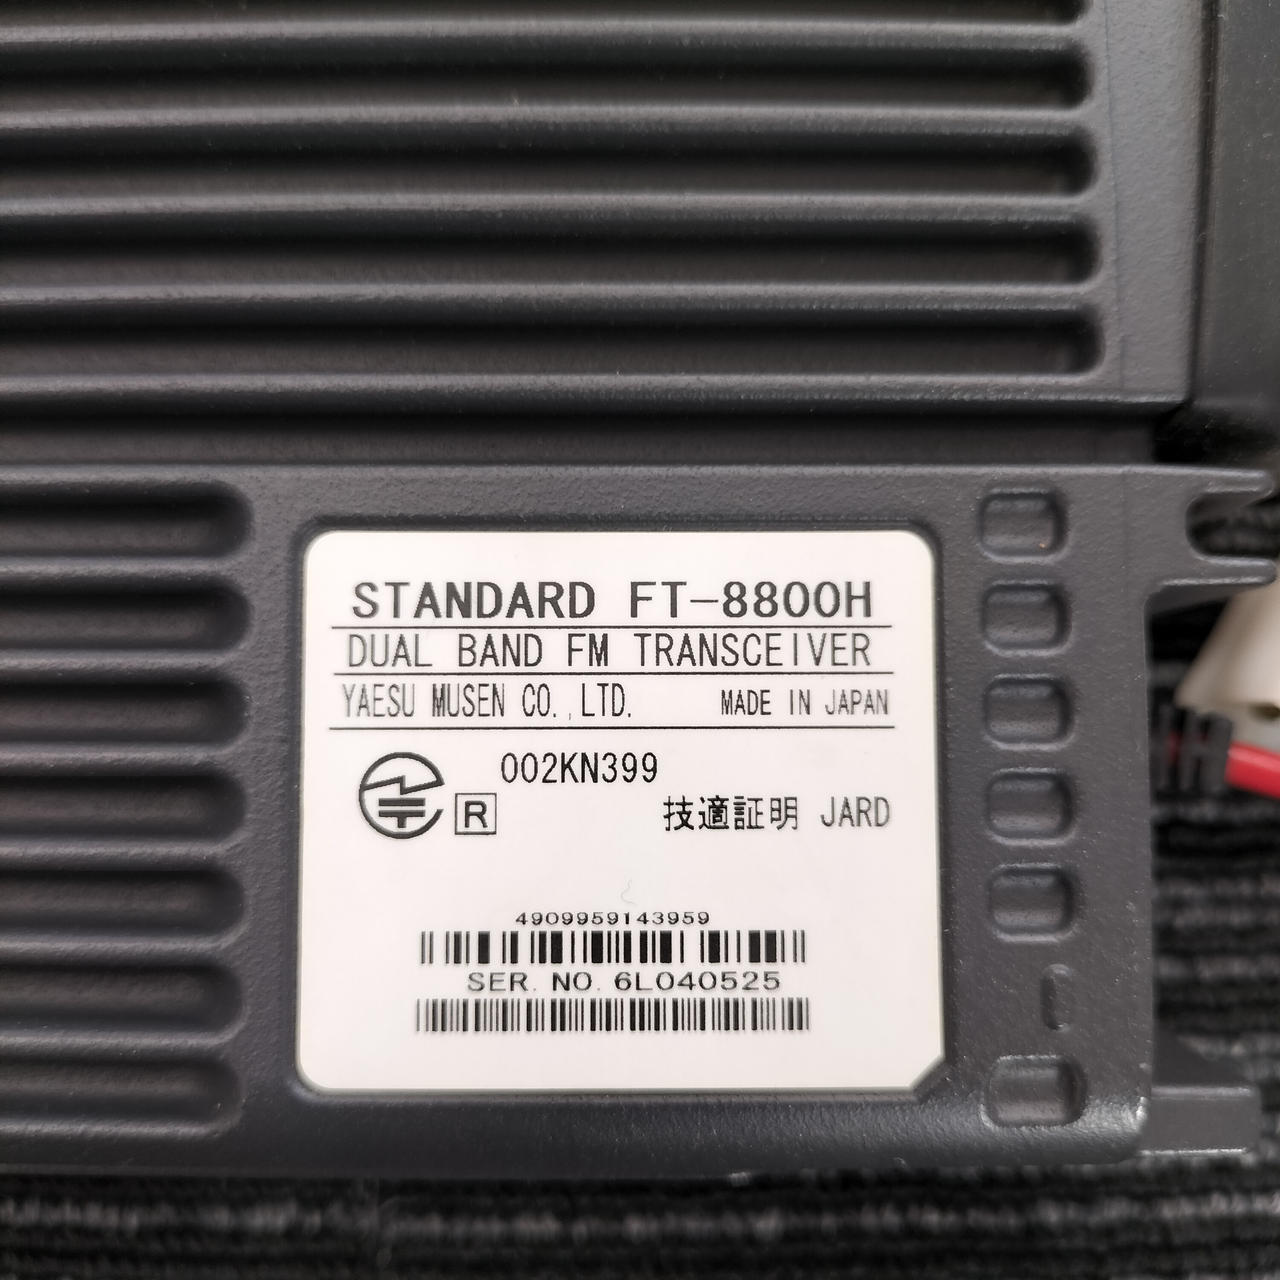 STANDARD FT-8800H
DUAL BAND FM TRANSCEIVER
YAESU MUSEN CO.,LTD. MADE IN JAPAN
R 002KN399
技適証明 JARD
4909959143959
SER. NO. 6L040525